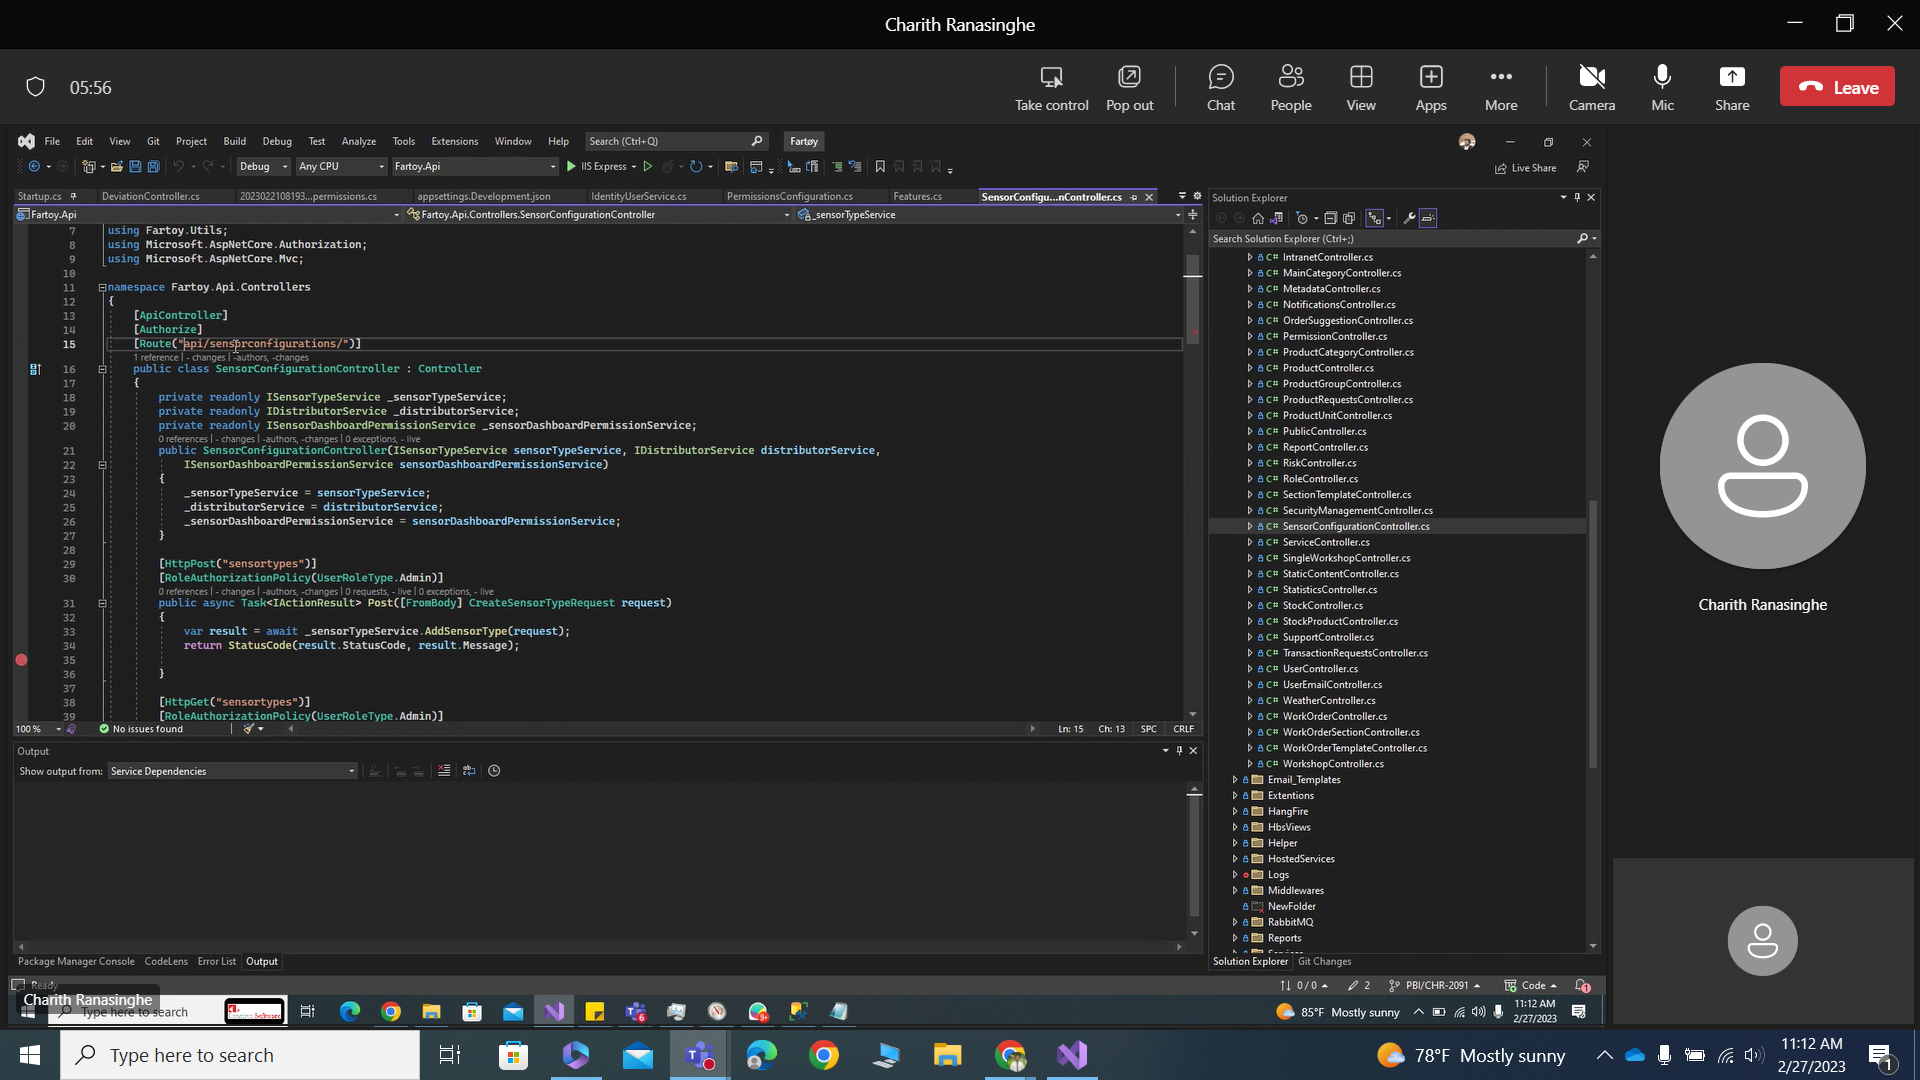 Charith Ranasinghe
05:56
Take control
Pop out
Chat
People
View
Apps
More
Camera
Mic
Share
Leave
File Edit View Git Project Build Debug Test Analyze Tools Extensions Window Help Search (Ctrl+Q) Fartøy
Debug Any CPU Fartoy.Api IIS Express Live Share
Startup.cs DeviationController.cs 2023022108193...permissions.cs appsettings.Development.json IdentityUserService.cs PermissionsConfiguration.cs Features.cs SensorConfigu...nController.cs
Fartoy.Api Fartoy.Api.Controllers.SensorConfigurationController _sensorTypeService
7 using Fartoy.Utils;
8 using Microsoft.AspNetCore.Authorization;
9 using Microsoft.AspNetCore.Mvc;
10
11 namespace Fartoy.Api.Controllers
12 {
13 [ApiController]
14 [Authorize]
15 [Route("api/sensorconfigurations/")]
1 reference | - changes | -authors, -changes
16 public class SensorConfigurationController : Controller
17 {
18 private readonly ISensorTypeService _sensorTypeService;
19 private readonly IDistributorService _distributorService;
20 private readonly ISensorDashboardPermissionService _sensorDashboardPermissionService;
0 references | - changes | -authors, -changes | 0 exceptions, - live
21 public SensorConfigurationController(ISensorTypeService sensorTypeService, IDistributorService distributorService,
22 ISensorDashboardPermissionService sensorDashboardPermissionService)
23 {
24 _sensorTypeService = sensorTypeService;
25 _distributorService = distributorService;
26 _sensorDashboardPermissionService = sensorDashboardPermissionService;
27 }
28
29 [HttpPost("sensortypes")]
30 [RoleAuthorizationPolicy(UserRoleType.Admin)]
0 references | - changes | -authors, -changes | 0 requests, - live | 0 exceptions, - live
31 public async Task<IActionResult> Post([FromBody] CreateSensorTypeRequest request)
32 {
33 var result = await _sensorTypeService.AddSensorType(request);
34 return StatusCode(result.StatusCode, result.Message);
35
36 }
37
38 [HttpGet("sensortypes")]
39 [RoleAuthorizationPolicy(UserRoleType.Admin)]
100 % No issues found Ln: 15 Ch: 13 SPC CRLF
Output
Show output from: Service Dependencies
Package Manager Console CodeLens Error List Output
Solution Explorer
Search Solution Explorer (Ctrl+;)
C# IntranetController.cs
C# MainCategoryController.cs
C# MetadataController.cs
C# NotificationsController.cs
C# OrderSuggestionController.cs
C# PermissionController.cs
C# ProductCategoryController.cs
C# ProductController.cs
C# ProductGroupController.cs
C# ProductRequestsController.cs
C# ProductUnitController.cs
C# PublicController.cs
C# ReportController.cs
C# RiskController.cs
C# RoleController.cs
C# SectionTemplateController.cs
C# SecurityManagementController.cs
C# SensorConfigurationController.cs
C# ServiceController.cs
C# SingleWorkshopController.cs
C# StaticContentController.cs
C# StatisticsController.cs
C# StockController.cs
C# StockProductController.cs
C# SupportController.cs
C# TransactionRequestsController.cs
C# UserController.cs
C# UserEmailController.cs
C# WeatherController.cs
C# WorkOrderController.cs
C# WorkOrderSectionController.cs
C# WorkOrderTemplateController.cs
C# WorkshopController.cs
Email_Templates
Extentions
HangFire
HbsViews
Helper
HostedServices
Logs
Middlewares
NewFolder
RabbitMQ
Reports
Solution Explorer Git Changes
Ready 0 / 0 2 PBI/CHR-2091 Code 1
Charith Ranasinghe
Charith Ranasinghe
Type here to search
85°F Mostly sunny
11:12 AM
2/27/2023
Type here to search
78°F Mostly sunny
11:12 AM
2/27/2023
1